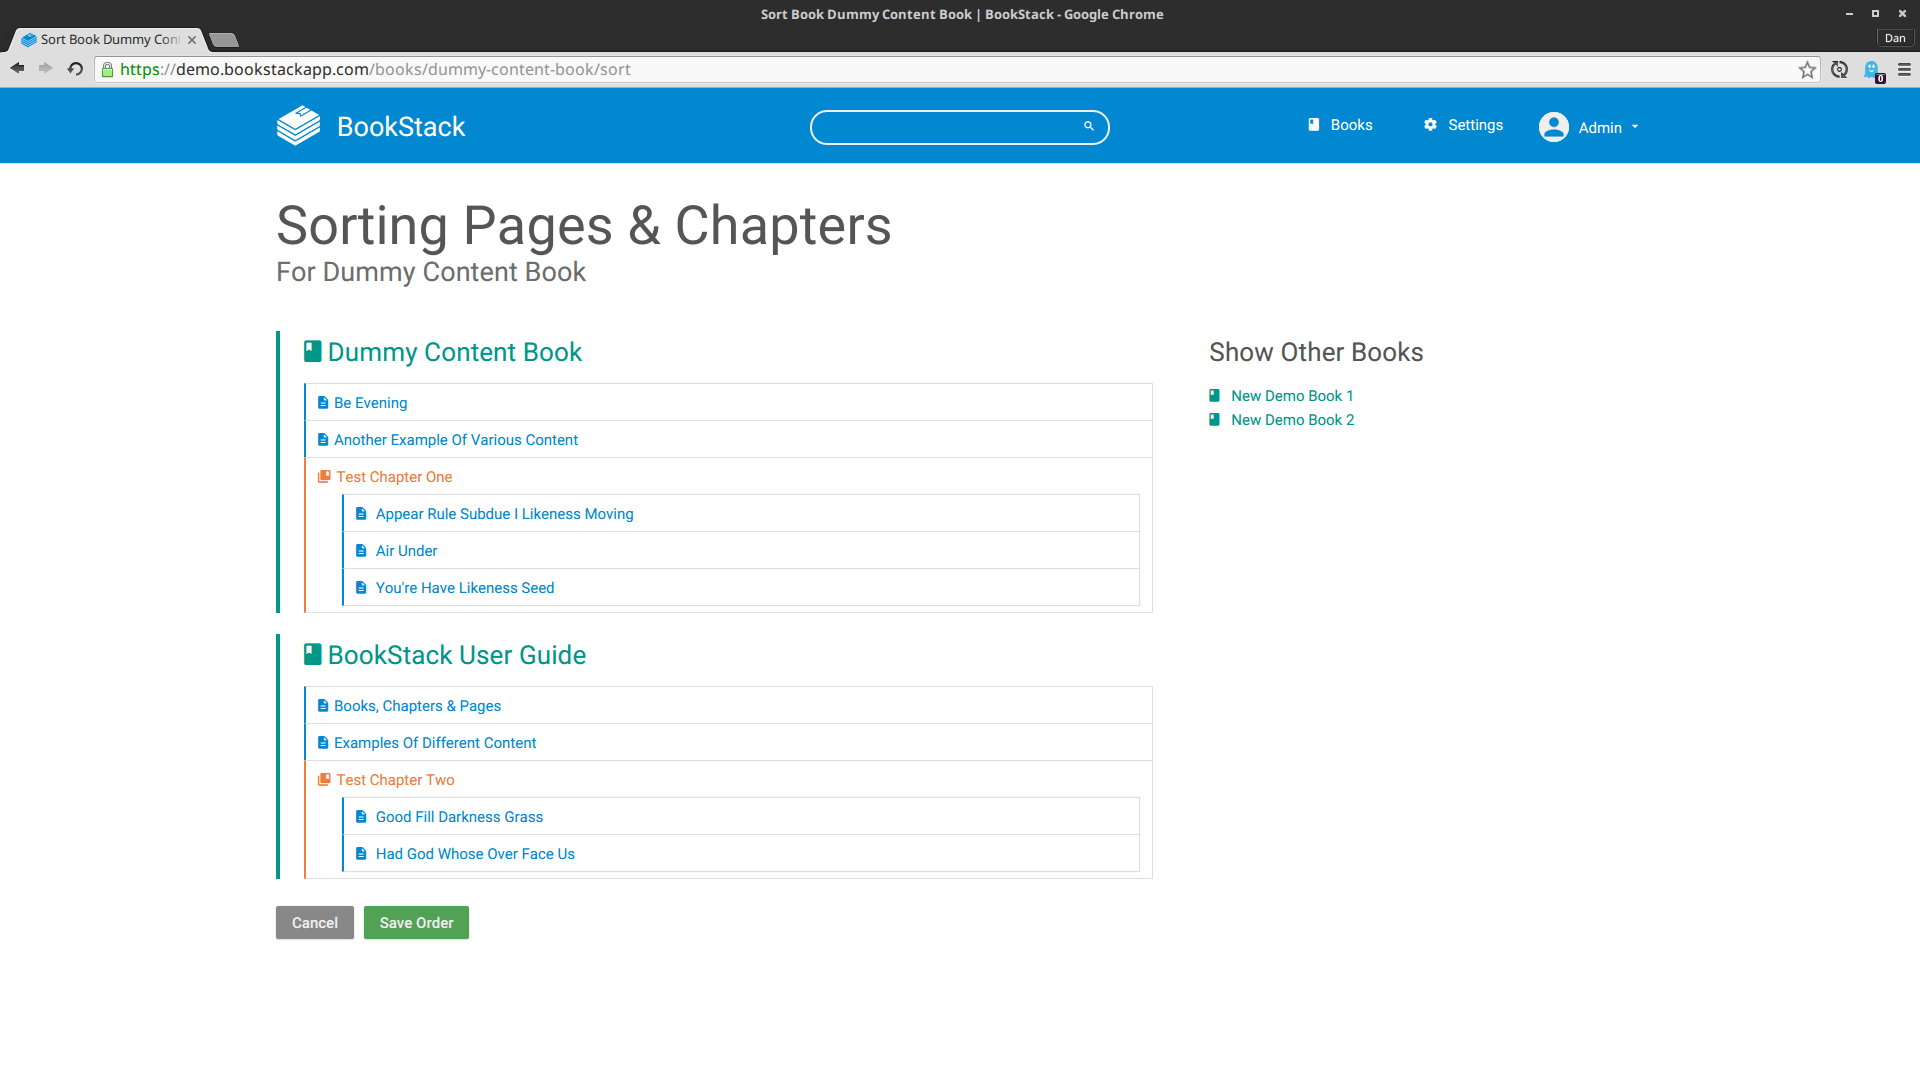 Sort Book Dummy Content Book | BookStack - Google Chrome
Sort Book Dummy Cont
Dan
https://demo.bookstackapp.com/books/dummy-content-book/sort
0
BookStack
Books
Settings
Admin
Sorting Pages & Chapters
For Dummy Content Book
Dummy Content Book
Be Evening
Another Example Of Various Content
Test Chapter One
Appear Rule Subdue I Likeness Moving
Air Under
You're Have Likeness Seed
BookStack User Guide
Books, Chapters & Pages
Examples Of Different Content
Test Chapter Two
Good Fill Darkness Grass
Had God Whose Over Face Us
Cancel
Save Order
Show Other Books
New Demo Book 1
New Demo Book 2